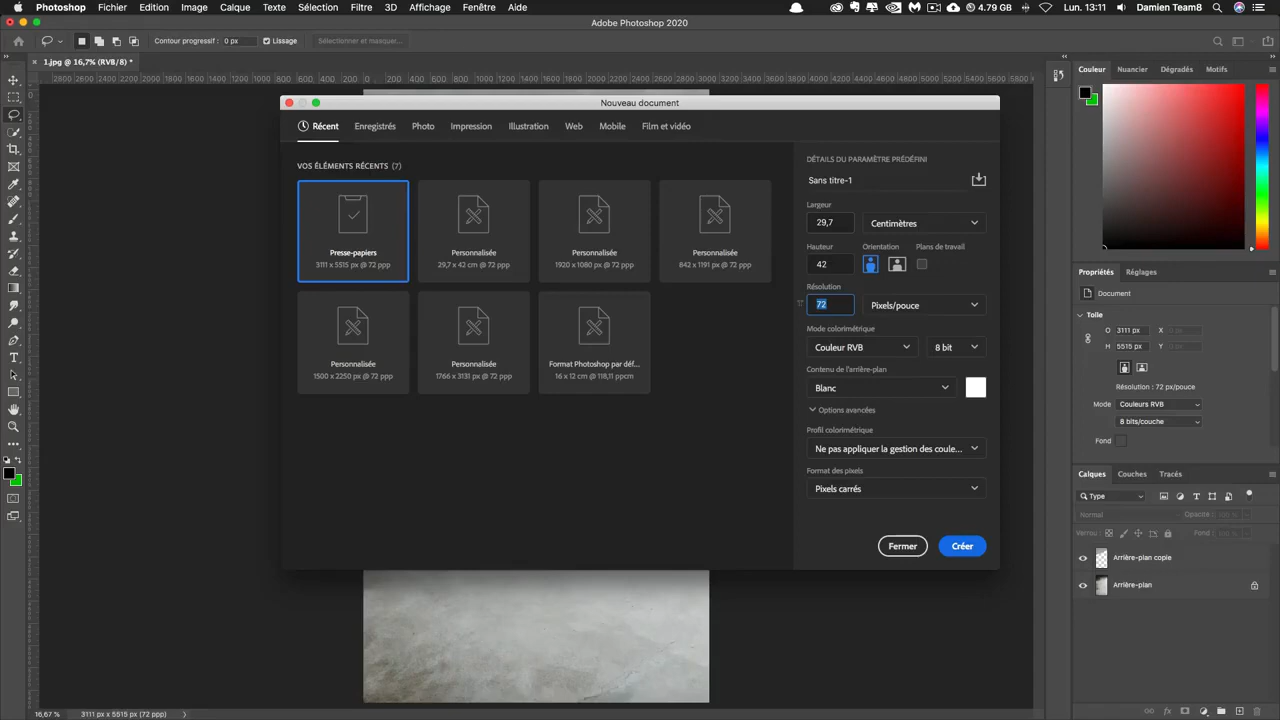 Photoshop Fichier Edition Image Calque Texte Sélection Filtre 3D Affichage Fenêtre Aide 4.79 GB Lun. 13:11 Damien Team8
Adobe Photoshop 2020
Contour progressif : 0 px Lissage Sélectionner et masquer...
1.jpg @ 16,7% (RVB/8) *
Nouveau document
Récent Enregistrés Photo Impression Illustration Web Mobile Film et vidéo
VOS ÉLÉMENTS RÉCENTS (7)
Presse-papiers
3111 x 5515 px @ 72 ppp
Personnalisée
29,7 x 42 cm @ 72 ppp
Personnalisée
1920 x 1080 px @ 72 ppp
Personnalisée
842 x 1191 px @ 72 ppp
Personnalisée
1500 x 2250 px @ 72 ppp
Personnalisée
1766 x 3131 px @ 72 ppp
Format Photoshop par déf...
16 x 12 cm @ 118,11 ppcm
DÉTAILS DU PARAMÈTRE PRÉDÉFINI
Sans titre-1
Largeur
29,7 Centimètres
Hauteur Orientation Plans de travail
42
Résolution
72 Pixels/pouce
Mode colorimétrique
Couleur RVB 8 bit
Contenu de l'arrière-plan
Blanc
Options avancées
Profil colorimétrique
Ne pas appliquer la gestion des coule...
Format des pixels
Pixels carrés
Fermer Créer
Couleur Nuancier Dégradés Motifs
Propriétés Réglages
Document
Toile
O 3111 px X 0 px
H 5515 px Y 0 px
Résolution : 72 px/pouce
Mode Couleurs RVB
8 bits/couche
Fond
Calques Couches Tracés
Type
Normal Opacité : 100 %
Verrou : Fond : 100 %
Arrière-plan copie
Arrière-plan
16,67 % 3111 px x 5515 px (72 ppp)